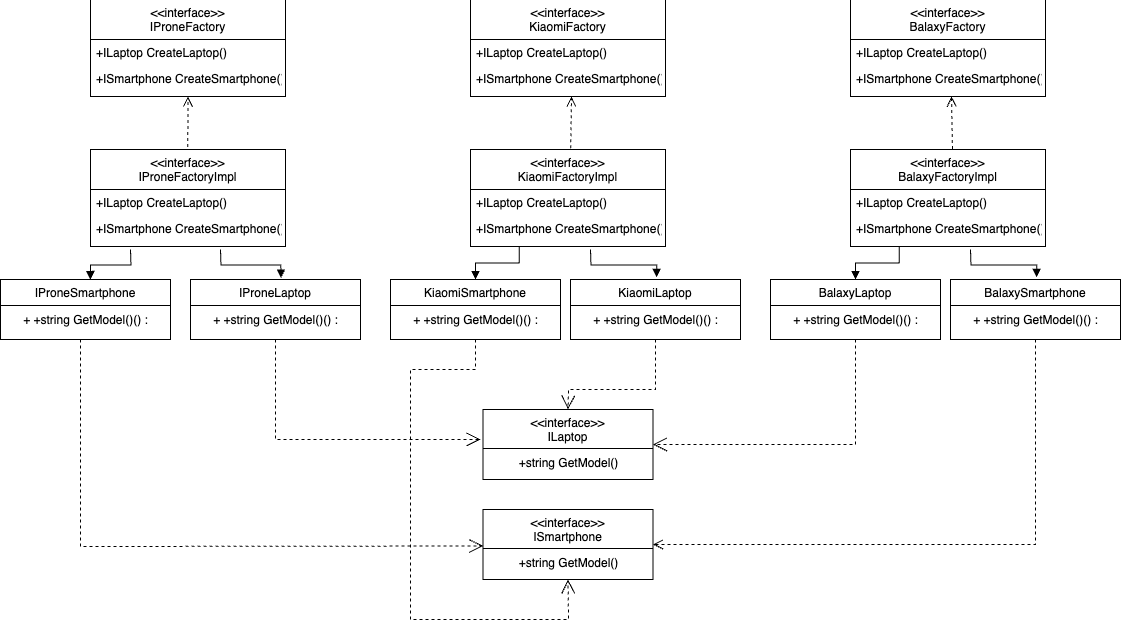 <<interface>>
IProneFactory
+ILaptop CreateLaptop()
+ISmartphone CreateSmartphone(
<<interface>>
KiaomiFactory
+ILaptop CreateLaptop()
+ISmartphone CreateSmartphone(
<<interface>>
BalaxyFactory
+ILaptop CreateLaptop()
+ISmartphone CreateSmartphone(
<<interface>>
IProneFactoryImpl
+ILaptop CreateLaptop()
+ISmartphone CreateSmartphone(
<<interface>>
KiaomiFactoryImpl
+ILaptop CreateLaptop()
+ISmartphone CreateSmartphone(
<<interface>>
BalaxyFactoryImpl
+ILaptop CreateLaptop()
+ISmartphone CreateSmartphone(
IProneSmartphone
+ +string GetModel()() :
IProneLaptop
+ +string GetModel()() :
KiaomiSmartphone
+ +string GetModel()() :
KiaomiLaptop
+ +string GetModel()() :
BalaxyLaptop
+ +string GetModel()() :
BalaxySmartphone
+ +string GetModel()() :
<<interface>>
ILaptop
+string GetModel()
<<interface>>
ISmartphone
+string GetModel()